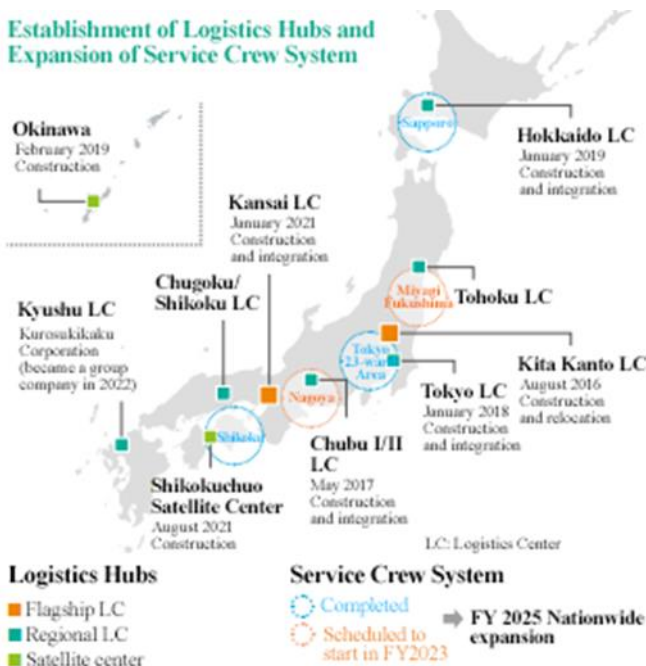 Establishment of Logistics Hubs and
Expansion of Service Crew System
Okinawa
February 2019
Construction
Sapporo
Hokkaido LC
January 2019
Construction
and integration
Kansai LC
January 2021
Construction
and integration
Chugoku/
Shikoku LC
Kyushu LC
Kurosukikaku
Corporation
(became a group
company in 2022)
Miyagi
Fukushima
Tohoku LC
Tokyo
23-ward
Area
Kita Kanto LC
August 2016
Construction
and relocation
Tokyo LC
January 2018
Construction
and integration
Nagoya
Chubu I/II
LC
May 2017
Construction
and integration
Shikoku
Shikokuchuo
Satellite Center
August 2021
Construction
LC: Logistics Center
Logistics Hubs
Flagship LC
Regional LC
Satellite center
Service Crew System
Completed
Scheduled to
start in FY2023
FY 2025 Nationwide
expansion